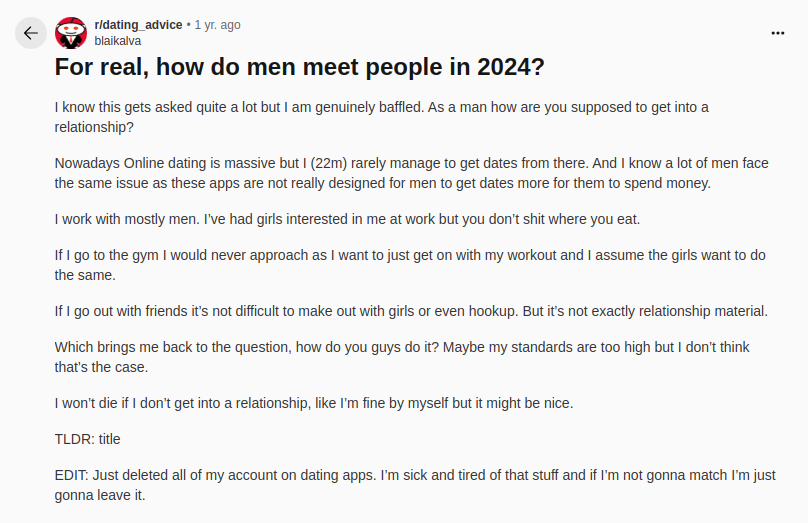 r/dating_advice • 1 yr. ago
blaikalva
For real, how do men meet people in 2024?
I know this gets asked quite a lot but I am genuinely baffled. As a man how are you supposed to get into a
relationship?
Nowadays Online dating is massive but I (22m) rarely manage to get dates from there. And I know a lot of men face
the same issue as these apps are not really designed for men to get dates more for them to spend money.
I work with mostly men. I’ve had girls interested in me at work but you don’t shit where you eat.
If I go to the gym I would never approach as I want to just get on with my workout and I assume the girls want to do
the same.
If I go out with friends it’s not difficult to make out with girls or even hookup. But it’s not exactly relationship material.
Which brings me back to the question, how do you guys do it? Maybe my standards are too high but I don’t think
that’s the case.
I won’t die if I don’t get into a relationship, like I’m fine by myself but it might be nice.
TLDR: title
EDIT: Just deleted all of my account on dating apps. I’m sick and tired of that stuff and if I’m not gonna match I’m just
gonna leave it.